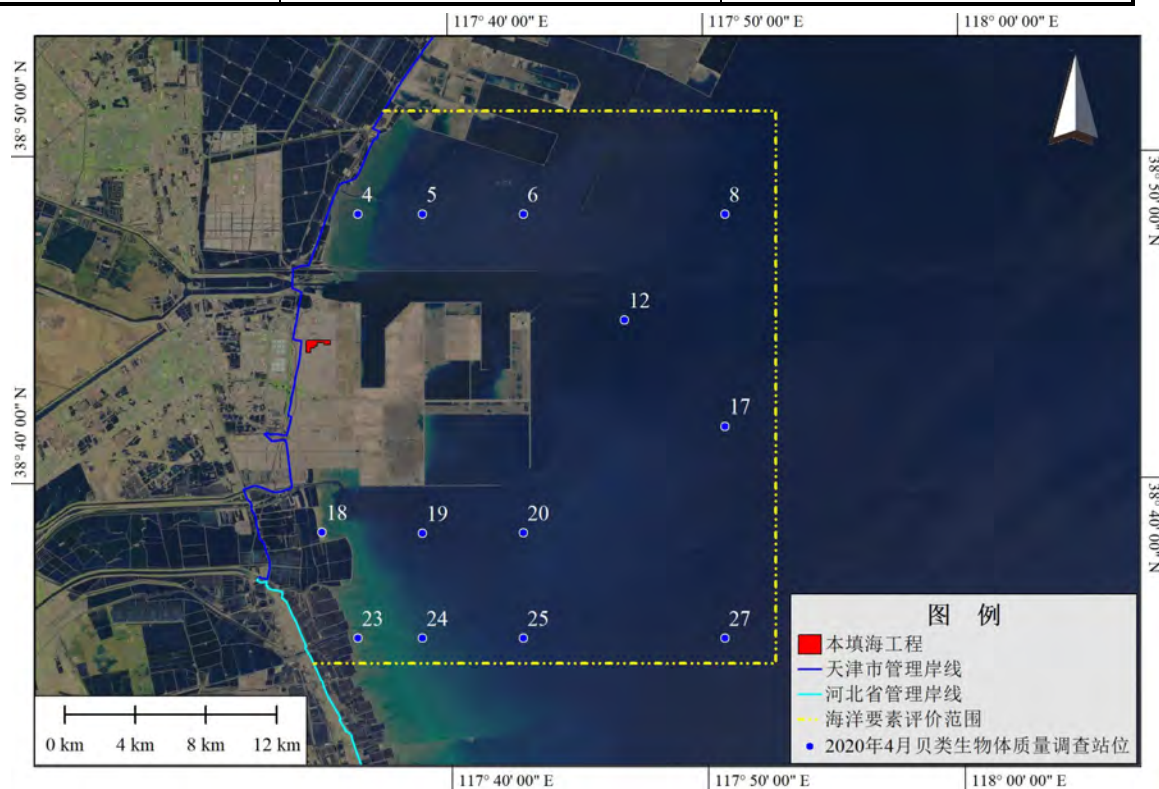 117° 40' 00" E
117° 50' 00" E
118° 00' 00" E
38° 50' 00" N
38° 50' 00" N
4
5
6
8
12
17
38° 40' 00" N
38° 40' 00" N
18
19
20
23
24
25
27
图 例
本填海工程
天津市管理岸线
河北省管理岸线
海洋要素评价范围
2020年4月贝类生物体质量调查站位
0 km 4 km 8 km 12 km
117° 40' 00" E
117° 50' 00" E
118° 00' 00" E